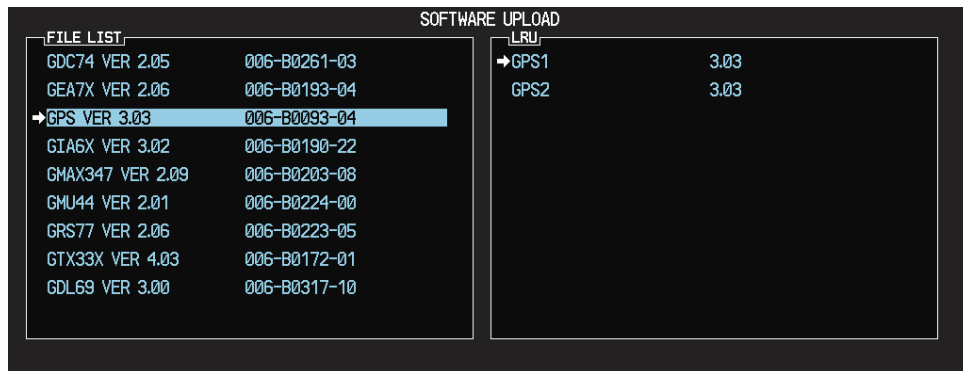 SOFTWARE UPLOAD
FILE LIST
GDC74 VER 2.05 006-B0261-03
GEA7X VER 2.06 006-B0193-04
GPS VER 3.03 006-B0093-04
GIA6X VER 3.02 006-B0190-22
GMAX347 VER 2.09 006-B0203-08
GMU44 VER 2.01 006-B0224-00
GRS77 VER 2.06 006-B0223-05
GTX33X VER 4.03 006-B0172-01
GDL69 VER 3.00 006-B0317-10
LRU
GPS1 3.03
GPS2 3.03